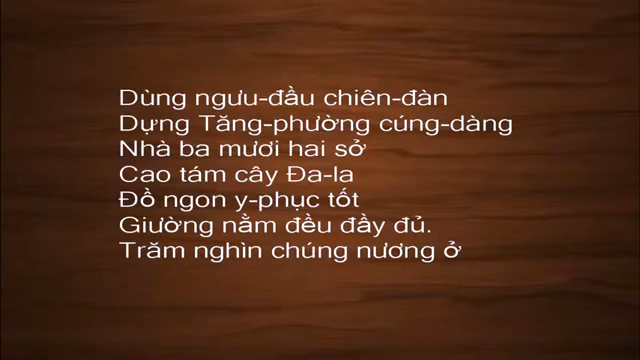 Dùng ngưu-đầu chiên-đàn
Dựng Tăng-phường cúng-dàng
Nhà ba mươi hai sở
Cao tám cây Đa-la
Đồ ngon y-phục tốt
Giường nằm đều đầy đủ.
Trăm nghìn chúng nương ở